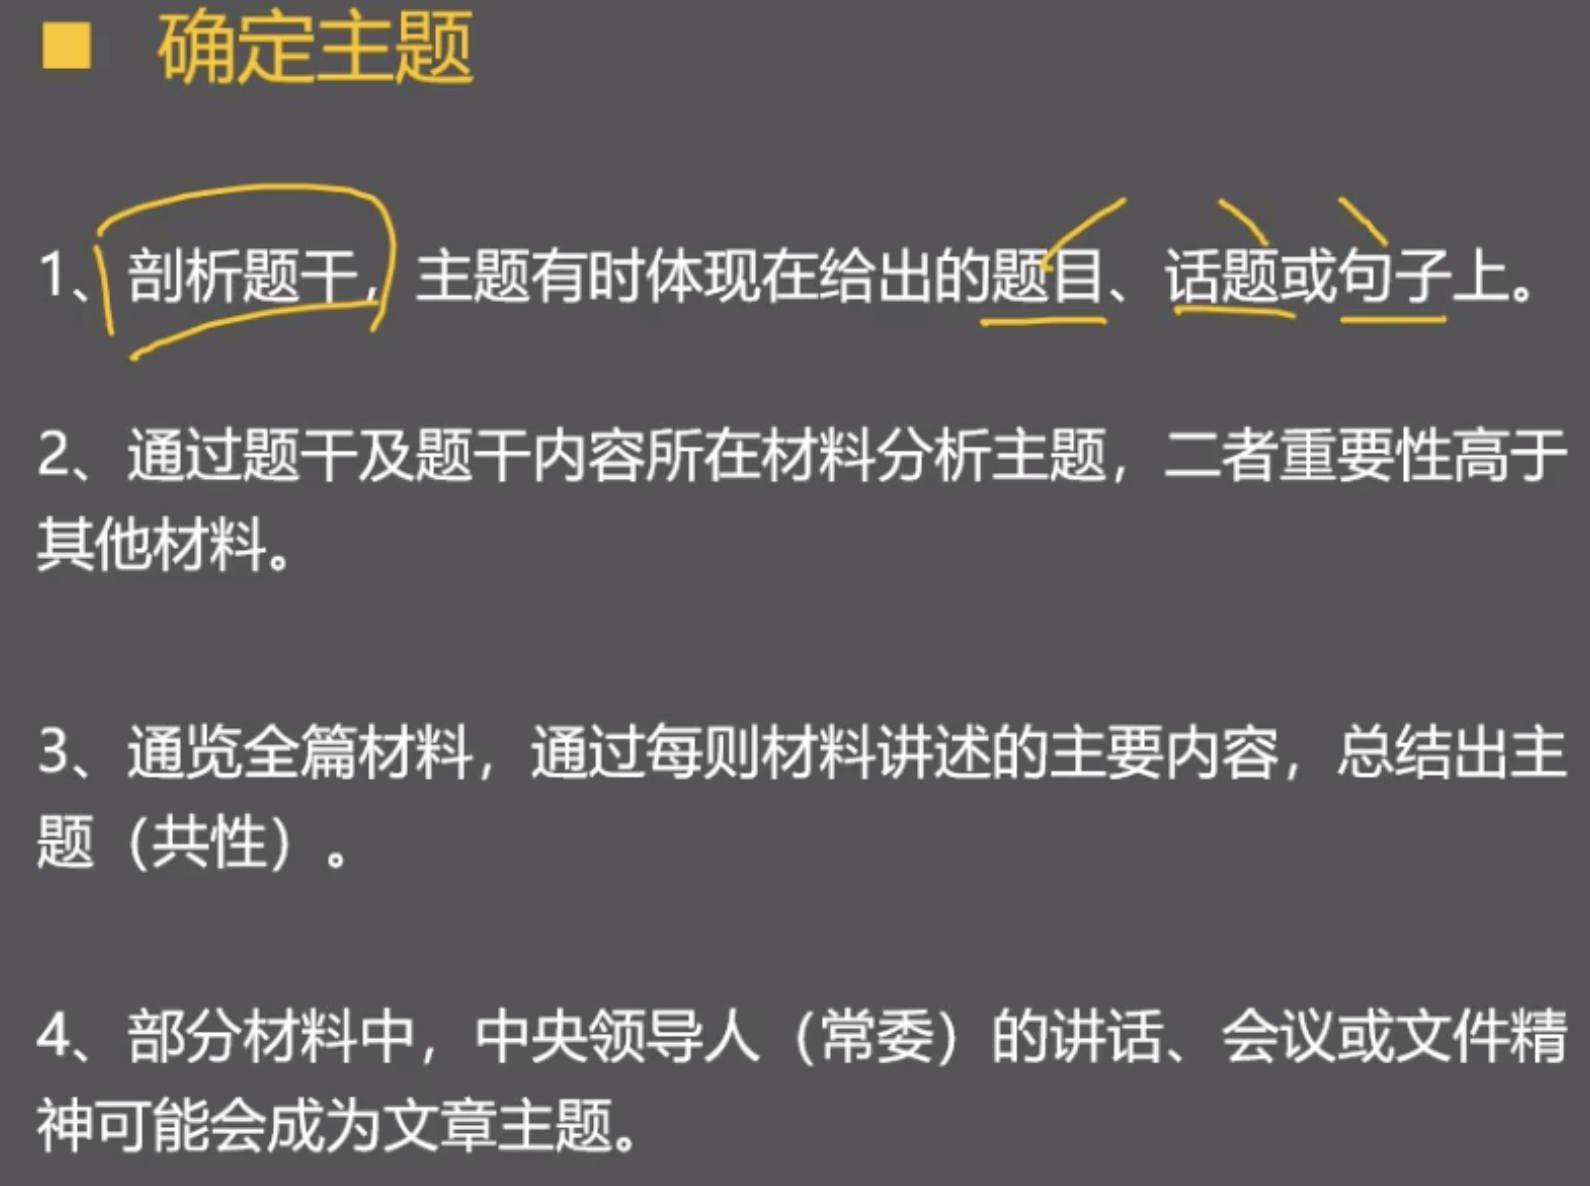 确定主题
1、剖析题干，主题有时体现在给出的题目、话题或句子上。
2、通过题干及题干内容所在材料分析主题，二者重要性高于
其他材料。
3、通览全篇材料，通过每则材料讲述的主要内容，总结出主
题（共性）。
4、部分材料中，中央领导人（常委）的讲话、会议或文件精
神可能会成为文章主题。